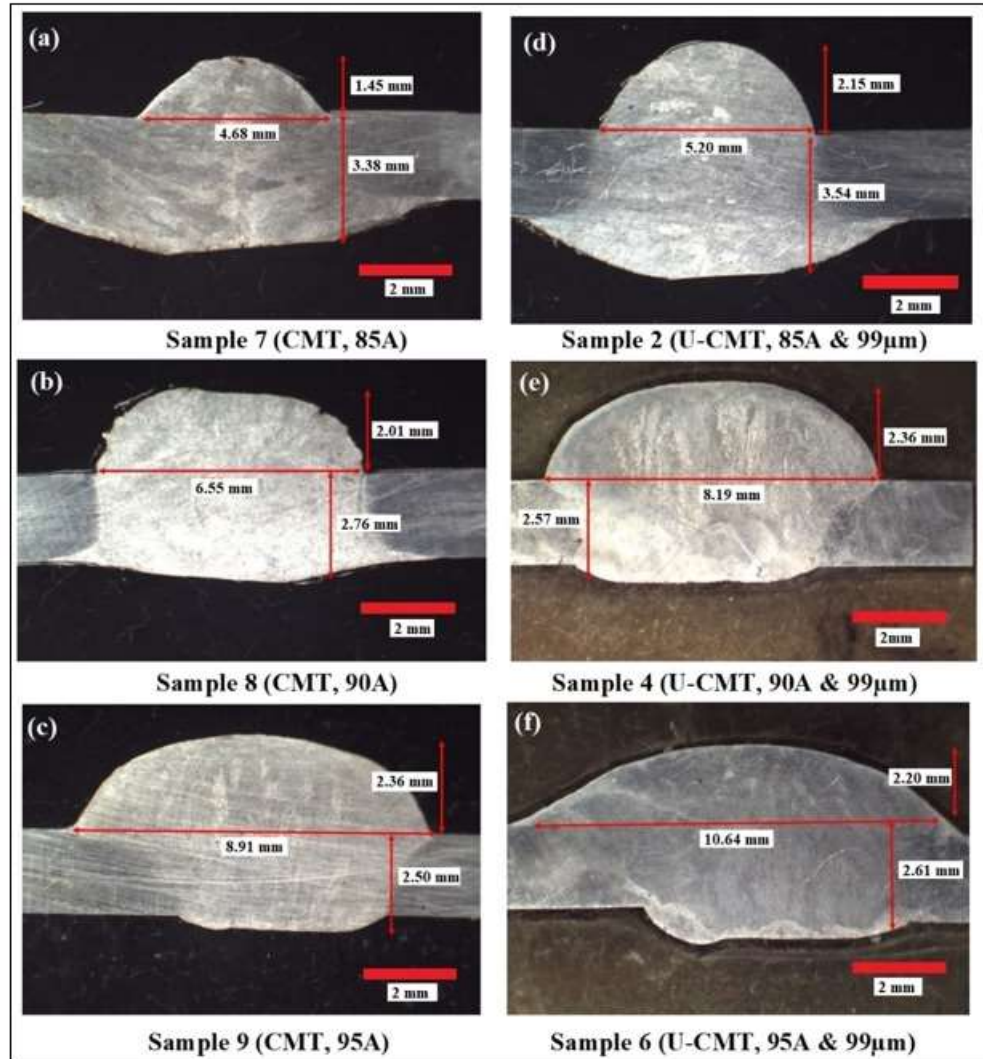 (a)
1.45 mm
4.68 mm
3.38 mm
2 mm
Sample 7 (CMT, 85A)
(d)
2.15 mm
5.20 mm
3.54 mm
2 mm
Sample 2 (U-CMT, 85A & 99µm)
(b)
2.01 mm
6.55 mm
2.76 mm
2 mm
Sample 8 (CMT, 90A)
(e)
2.36 mm
8.19 mm
2.57 mm
2mm
Sample 4 (U-CMT, 90A & 99µm)
(c)
2.36 mm
8.91 mm
2.50 mm
2 mm
Sample 9 (CMT, 95A)
(f)
2.20 mm
10.64 mm
2.61 mm
2 mm
Sample 6 (U-CMT, 95A & 99µm)